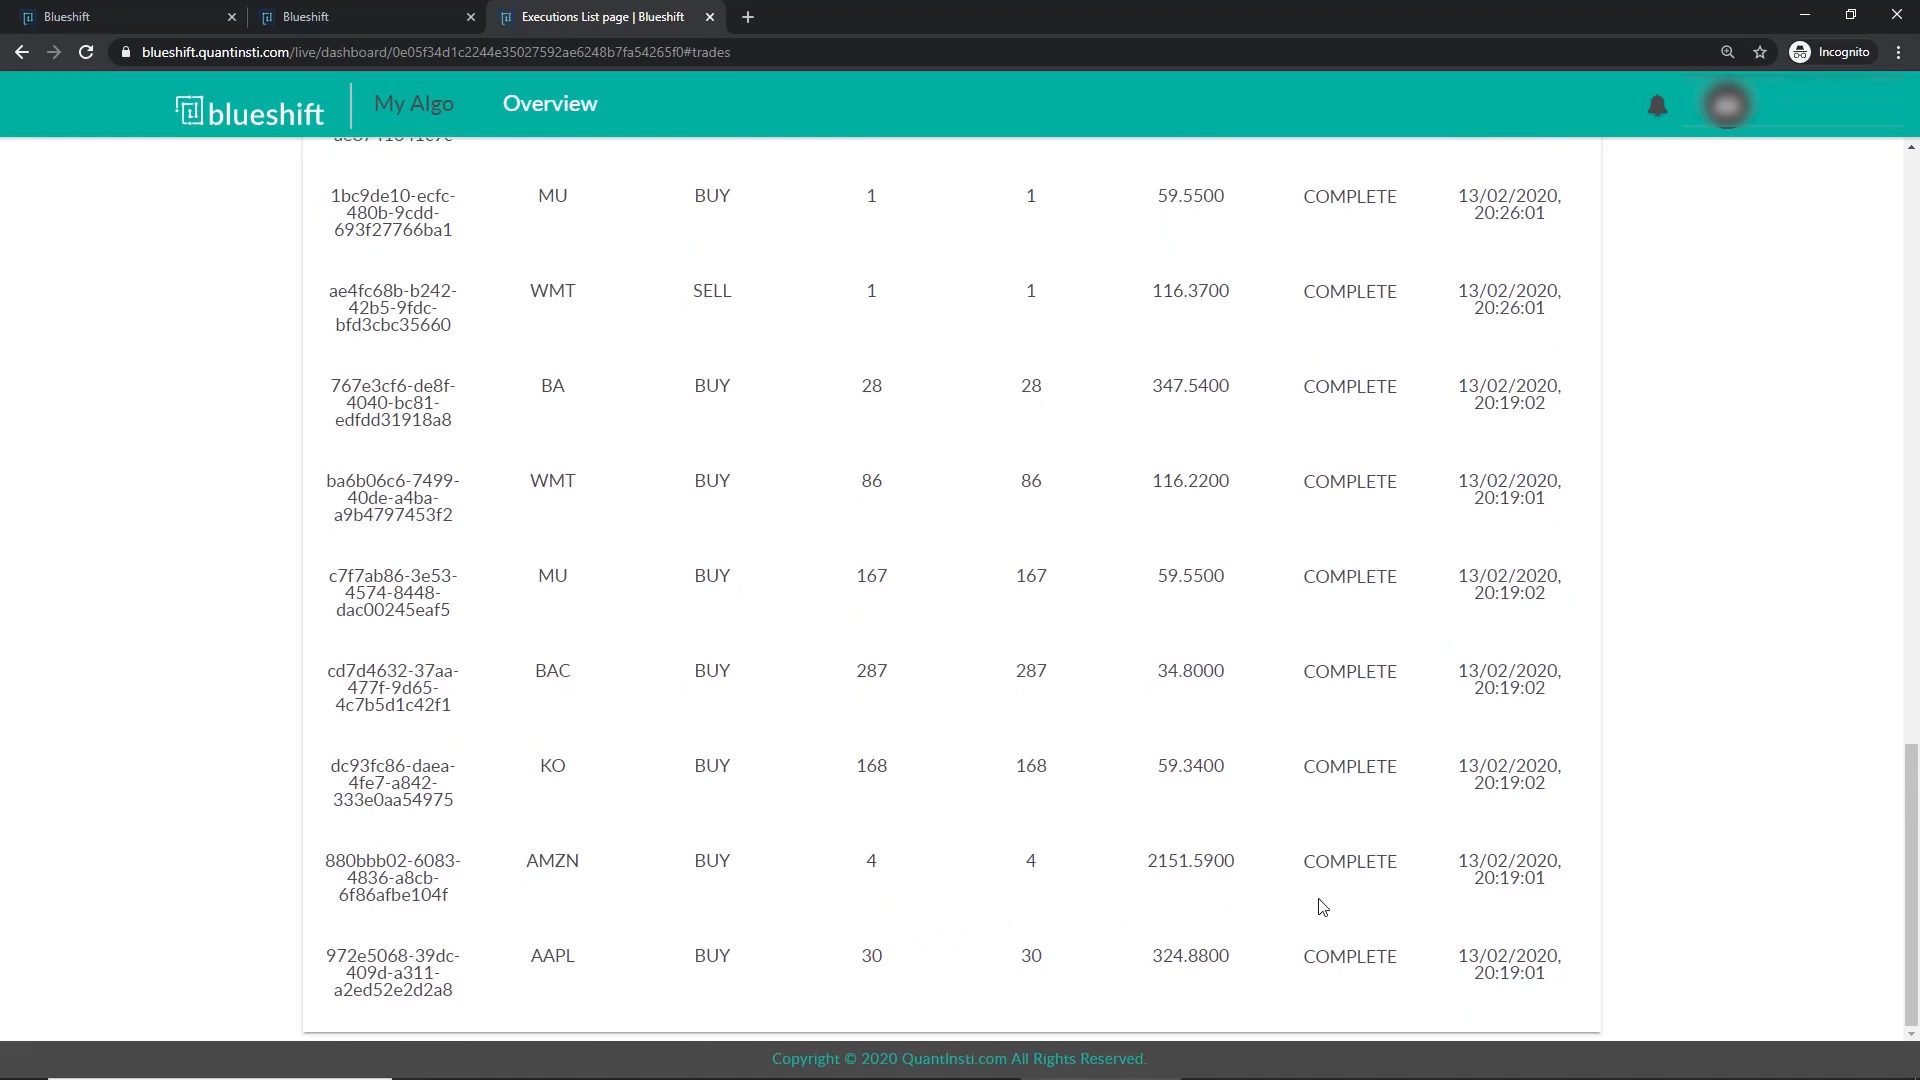 Blueshift
Blueshift
Executions List page | Blueshift
blueshift.quantinsti.com/live/dashboard/0e05f34d1c2244e35027592ae6248b7fa54265f0#trades
Incognito
blueshift
My Algo
Overview
1bc9de10-ecfc-
480b-9cdd-
693f27766ba1
MU
BUY
1
1
59.5500
COMPLETE
13/02/2020,
20:26:01
ae4fc68b-b242-
42b5-9fdc-
bfd3cbc35660
WMT
SELL
1
1
116.3700
COMPLETE
13/02/2020,
20:26:01
767e3cf6-de8f-
4040-bc81-
edfdd31918a8
BA
BUY
28
28
347.5400
COMPLETE
13/02/2020,
20:19:02
ba6b06c6-7499-
40de-a4ba-
a9b4797453f2
WMT
BUY
86
86
116.2200
COMPLETE
13/02/2020,
20:19:01
c7f7ab86-3e53-
4574-8448-
dac00245eaf5
MU
BUY
167
167
59.5500
COMPLETE
13/02/2020,
20:19:02
cd7d4632-37aa-
477f-9d65-
4c7b5d1c42f1
BAC
BUY
287
287
34.8000
COMPLETE
13/02/2020,
20:19:02
dc93fc86-daea-
4fe7-a842-
333e0aa54975
KO
BUY
168
168
59.3400
COMPLETE
13/02/2020,
20:19:02
880bbb02-6083-
4836-a8cb-
6f86afbe104f
AMZN
BUY
4
4
2151.5900
COMPLETE
13/02/2020,
20:19:01
972e5068-39dc-
409d-a311-
a2ed52e2d2a8
AAPL
BUY
30
30
324.8800
COMPLETE
13/02/2020,
20:19:01
Copyright © 2020 QuantInsti.com All Rights Reserved.